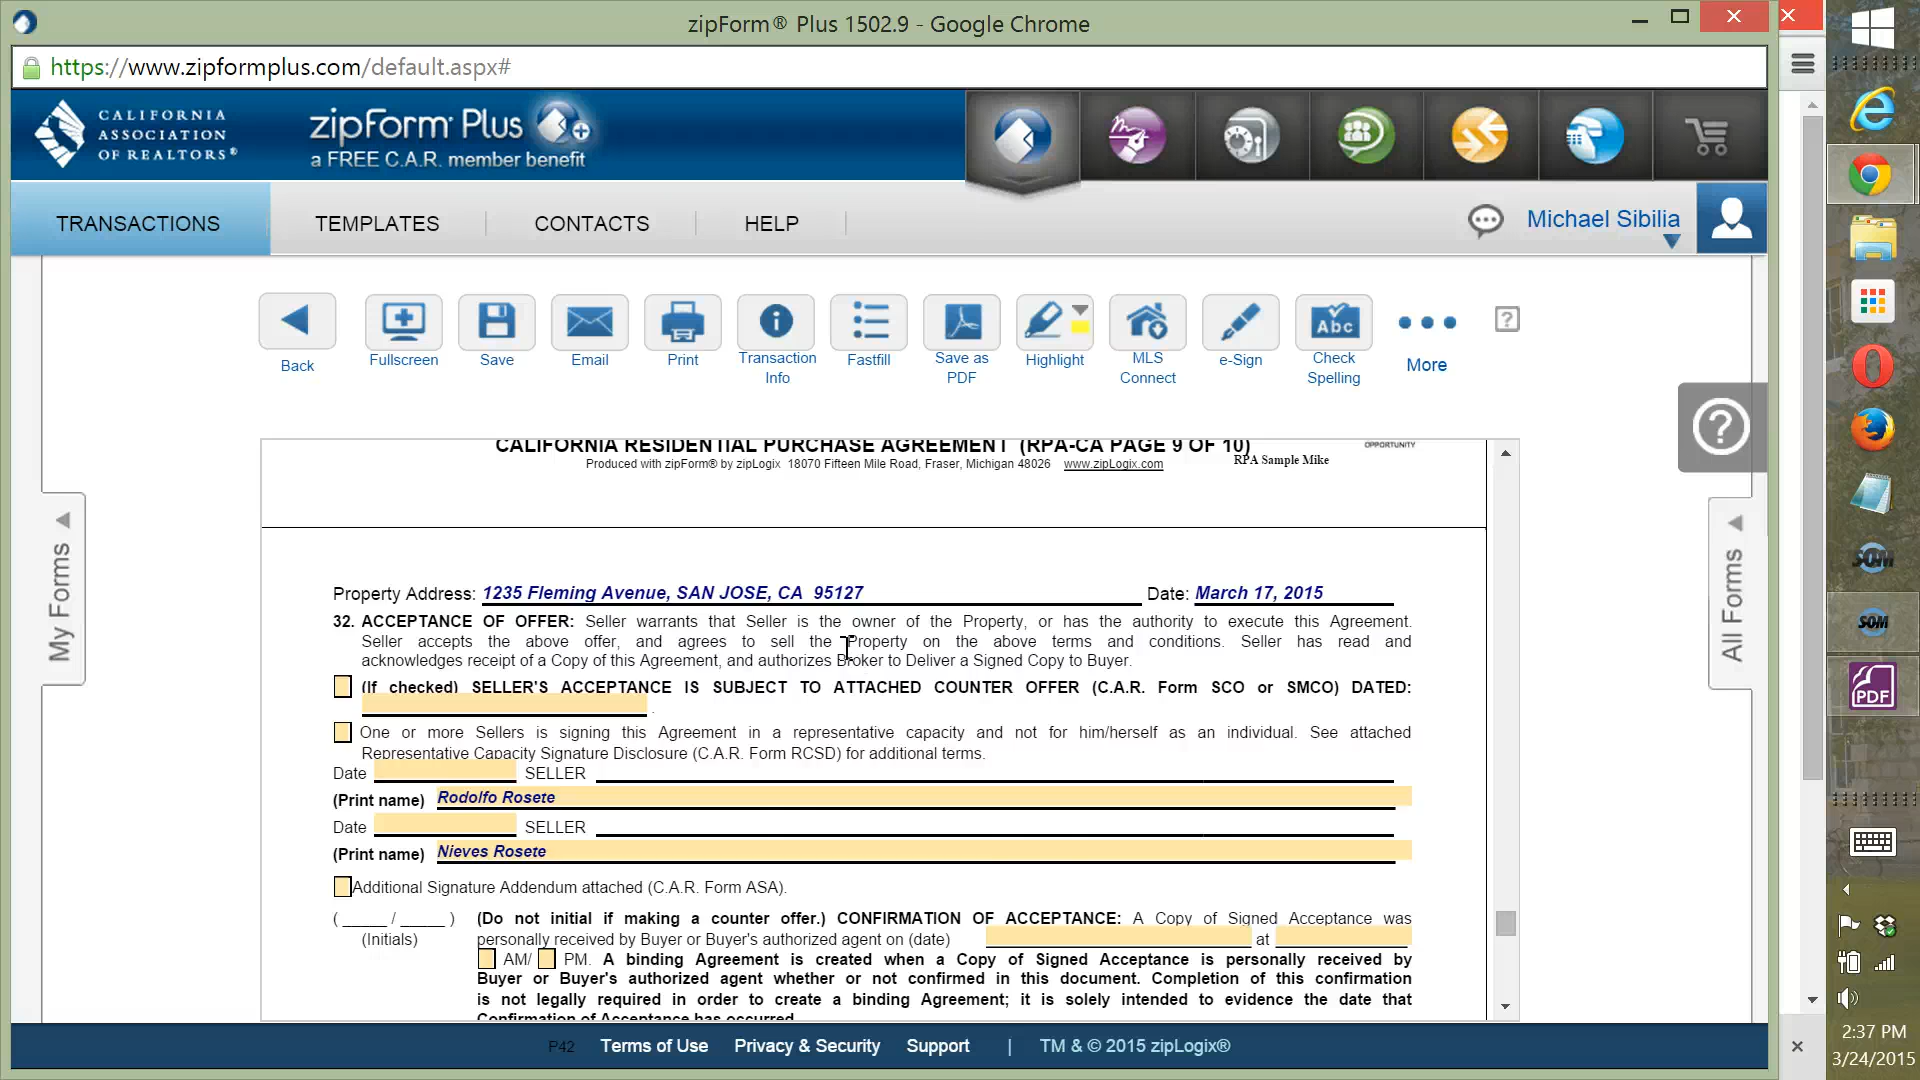 zipForm® Plus 1502.9 - Google Chrome
https://www.zipformplus.com/default.aspx#
CALIFORNIA
ASSOCIATION
OF REALTORS®
zipForm® Plus
a FREE C.A.R. member benefit
TRANSACTIONS
TEMPLATES
CONTACTS
HELP
Michael Sibilia
Back
Fullscreen
Save
Email
Print
Transaction
Info
Fastfill
Save as
PDF
Highlight
MLS
Connect
e-Sign
Abc
Check
Spelling
More
My Forms
All Forms
CALIFORNIA RESIDENTIAL PURCHASE AGREEMENT (RPA-CA PAGE 9 OF 10)
OPPORTUNITY
Produced with zipForm® by zipLogix 18070 Fifteen Mile Road, Fraser, Michigan 48026 www.zipLogix.com
RPA Sample Mike
Property Address: 1235 Fleming Avenue, SAN JOSE, CA 95127 Date: March 17, 2015
32. ACCEPTANCE OF OFFER: Seller warrants that Seller is the owner of the Property, or has the authority to execute this Agreement.
Seller accepts the above offer, and agrees to sell the Property on the above terms and conditions. Seller has read and
acknowledges receipt of a Copy of this Agreement, and authorizes Broker to Deliver a Signed Copy to Buyer.
(If checked) SELLER'S ACCEPTANCE IS SUBJECT TO ATTACHED COUNTER OFFER (C.A.R. Form SCO or SMCO) DATED:
.
One or more Sellers is signing this Agreement in a representative capacity and not for him/herself as an individual. See attached
Representative Capacity Signature Disclosure (C.A.R. Form RCSD) for additional terms.
Date SELLER
(Print name) Rodolfo Rosete
Date SELLER
(Print name) Nieves Rosete
Additional Signature Addendum attached (C.A.R. Form ASA).
( _____ / _____ ) (Do not initial if making a counter offer.) CONFIRMATION OF ACCEPTANCE: A Copy of Signed Acceptance was
(Initials) personally received by Buyer or Buyer's authorized agent on (date) at
AM/ PM. A binding Agreement is created when a Copy of Signed Acceptance is personally received by
Buyer or Buyer's authorized agent whether or not confirmed in this document. Completion of this confirmation
is not legally required in order to create a binding Agreement; it is solely intended to evidence the date that
Confirmation of Acceptance has occurred.
P42
Terms of Use
Privacy & Security
Support
|
TM & © 2015 zipLogix®
SOM
SOM
PDF
2:37 PM
3/24/2015